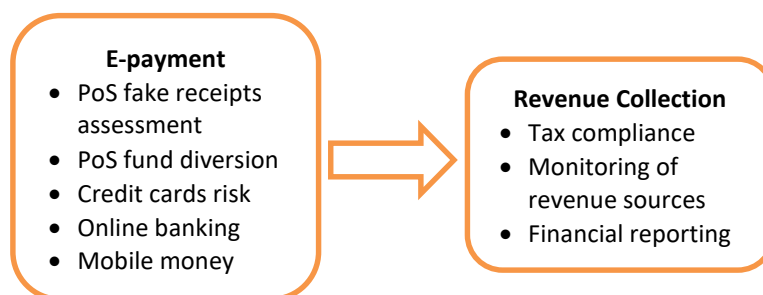 E-payment
• PoS fake receipts
assessment
• PoS fund diversion
• Credit cards risk
• Online banking
• Mobile money
Revenue Collection
• Tax compliance
• Monitoring of
revenue sources
• Financial reporting